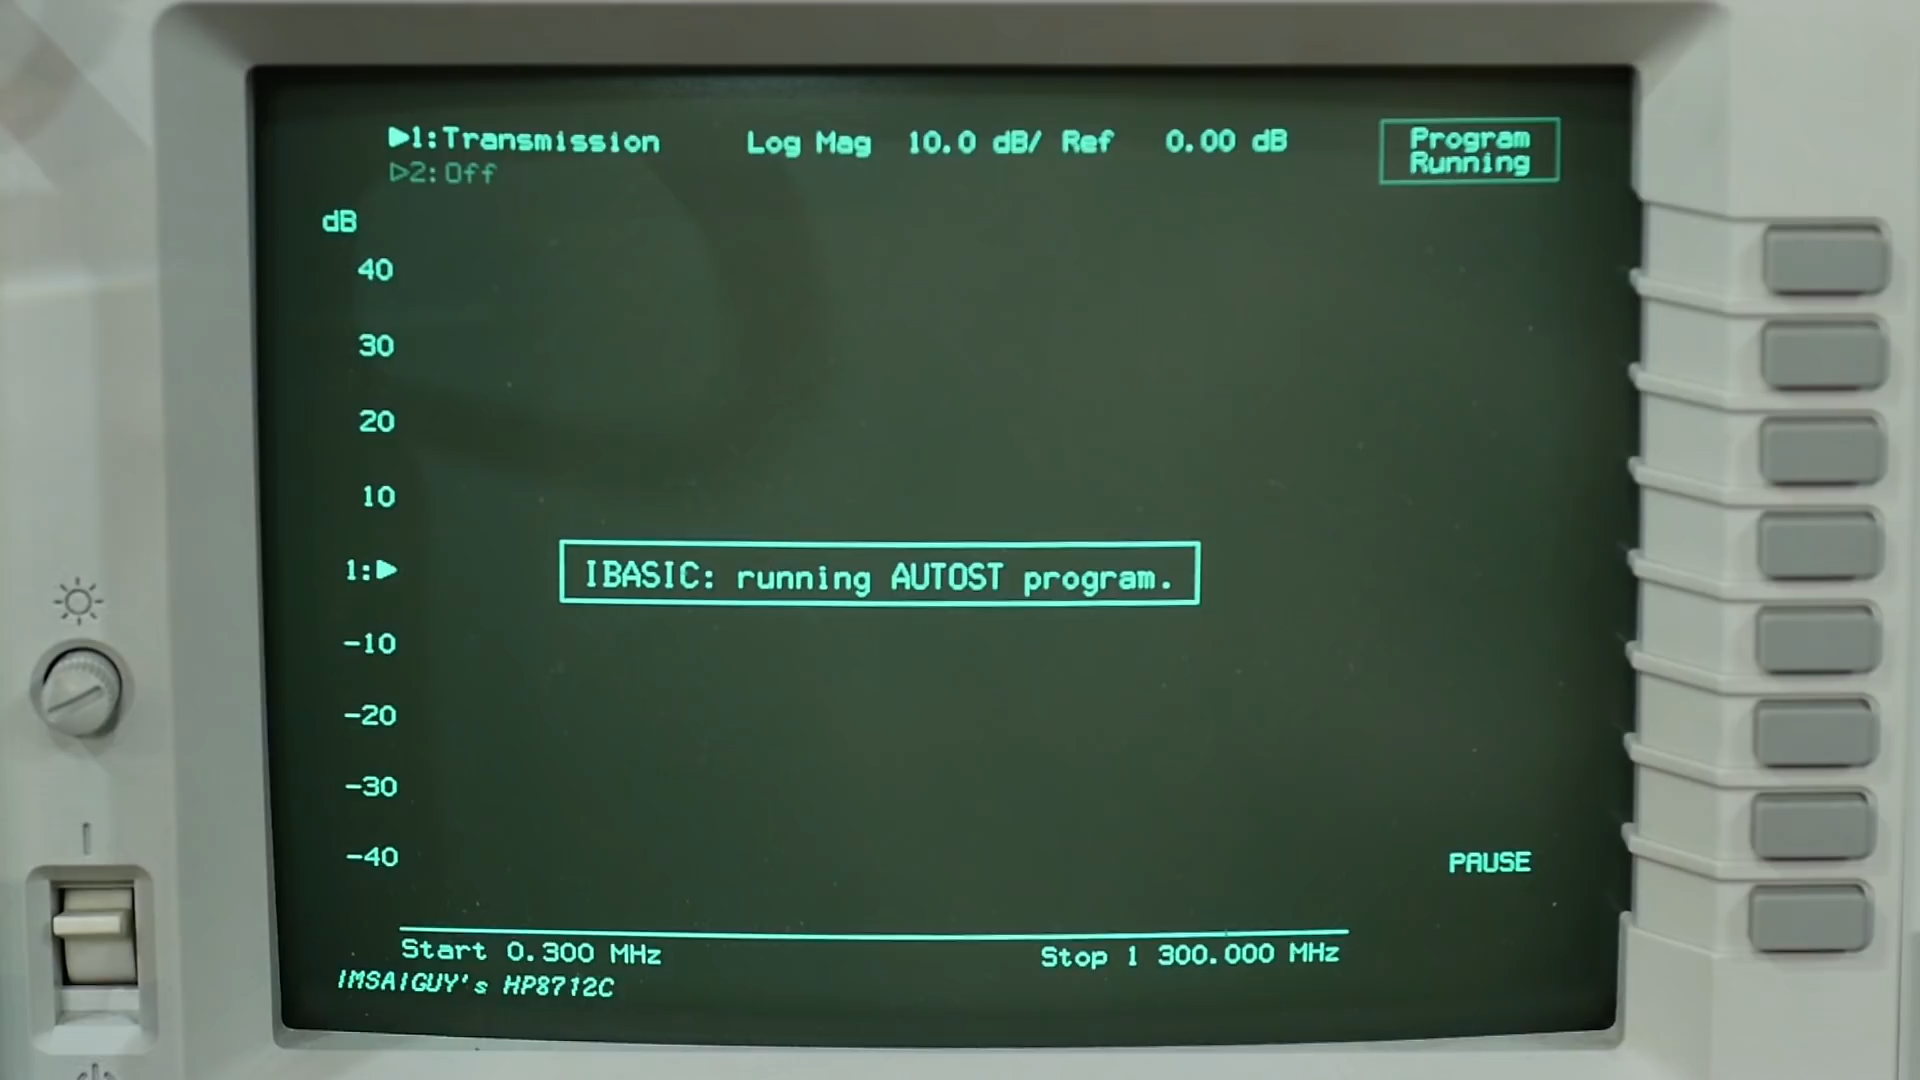 ▶1:Transmission Log Mag 10.0 dB/ Ref 0.00 dB
▷2:Off
Program
Running
dB
40
30
20
10
1:▶
IBASIC: running AUTOST program.
-10
-20
-30
-40
PAUSE
Start 0.300 MHz Stop 1 300.000 MHz
IMSAIGUY's HP8712C